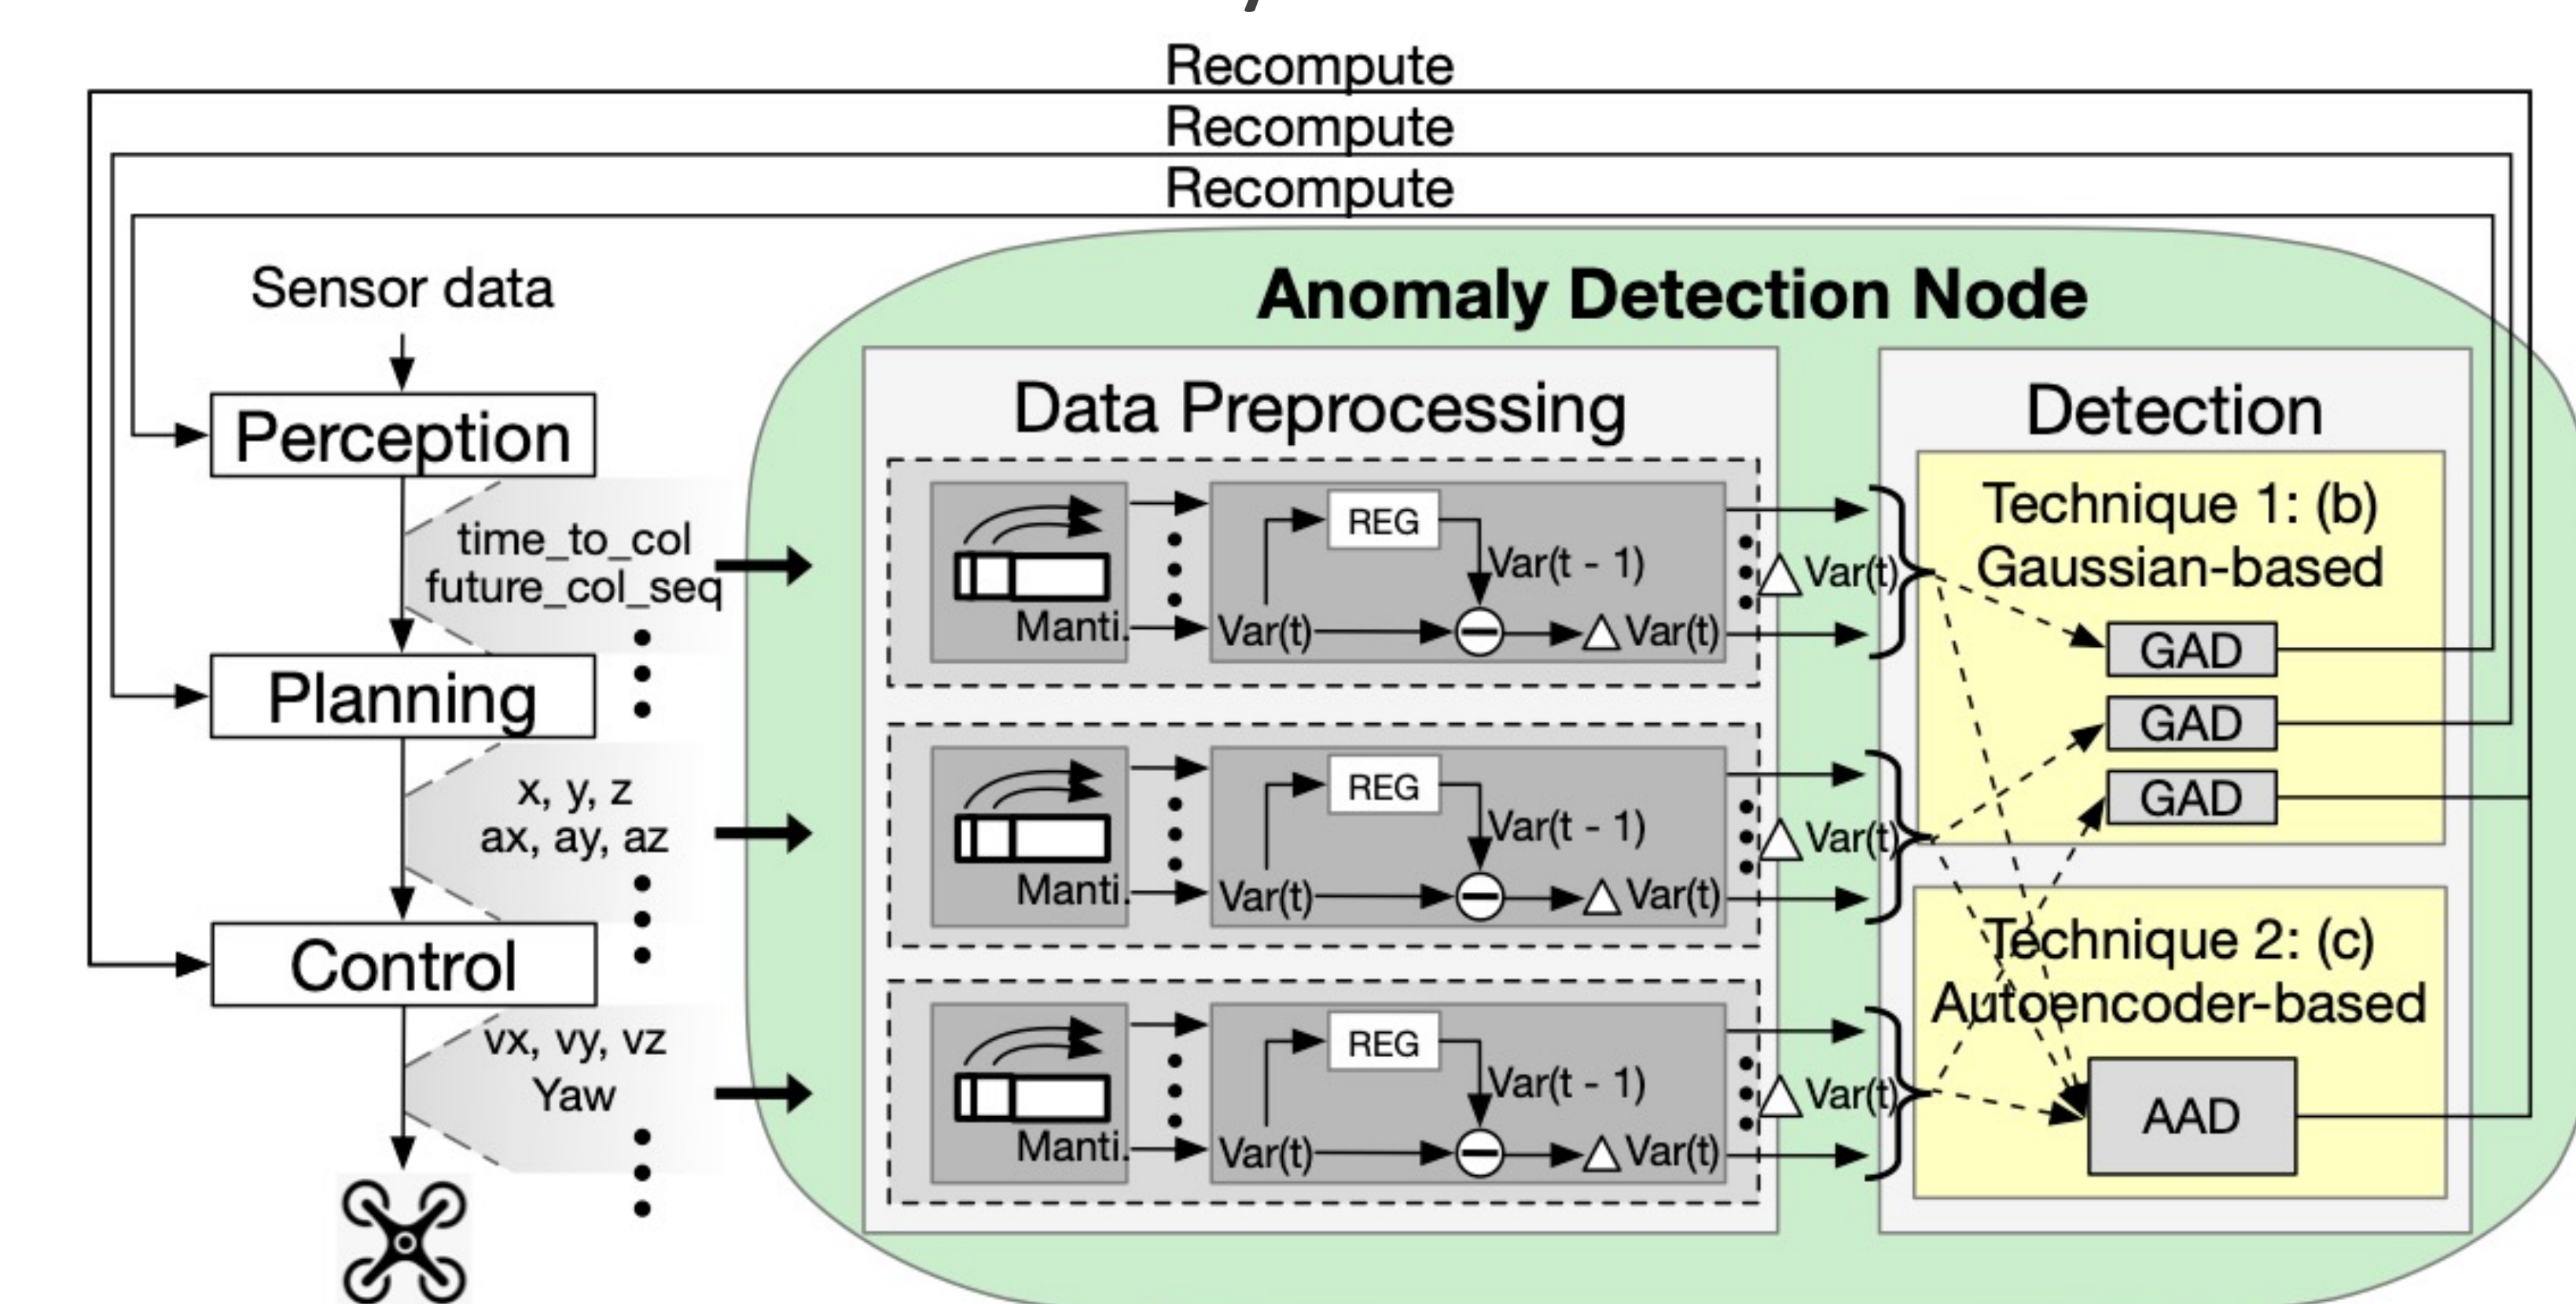 Recompute
Recompute
Recompute
Sensor data
Perception
time_to_col
future_col_seq
Planning
x, y, z
ax, ay, az
Control
vx, vy, vz
Yaw
Anomaly Detection Node
Data Preprocessing
REG
Var(t - 1)
Manti.
Var(t)
△ Var(t)
△ Var(t)
REG
Var(t - 1)
Manti.
Var(t)
△ Var(t)
△ Var(t)
REG
Var(t - 1)
Manti.
Var(t)
△ Var(t)
△ Var(t)
Detection
Technique 1: (b)
Gaussian-based
GAD
GAD
GAD
Technique 2: (c)
Autoencoder-based
AAD